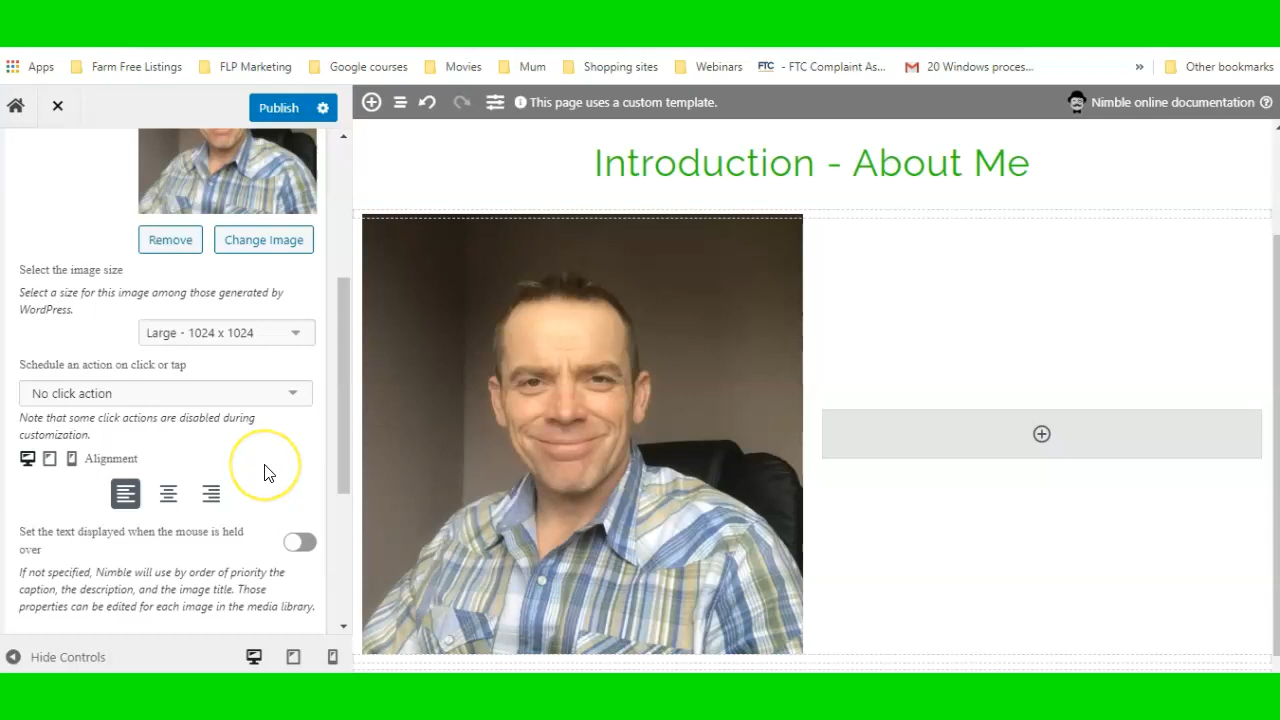 Apps
Farm Free Listings
FLP Marketing
Google courses
Movies
Mum
Shopping sites
Webinars
FTC
- FTC Complaint As...
20 Windows proces...
»
Other bookmarks
Publish
This page uses a custom template.
Nimble online documentation
Introduction - About Me
Remove
Change Image
Select the image size
Select a size for this image among those generated by
WordPress.
Large - 1024 x 1024
Schedule an action on click or tap
No click action
Note that some click actions are disabled during
customization.
Alignment
Set the text displayed when the mouse is held
over
If not specified, Nimble will use by order of priority the
caption, the description, and the image title. Those
properties can be edited for each image in the media library.
Hide Controls